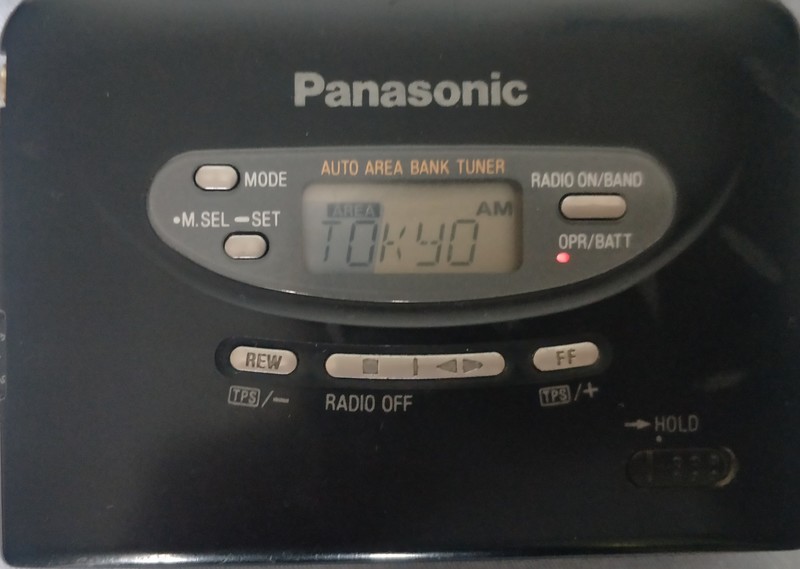 Panasonic
AUTO AREA BANK TUNER
MODE
RADIO ON/BAND
•M.SEL —SET
AREA
AM
TOKYO
OPR/BATT
REW
FF
TPS/—
RADIO OFF
TPS/+
HOLD